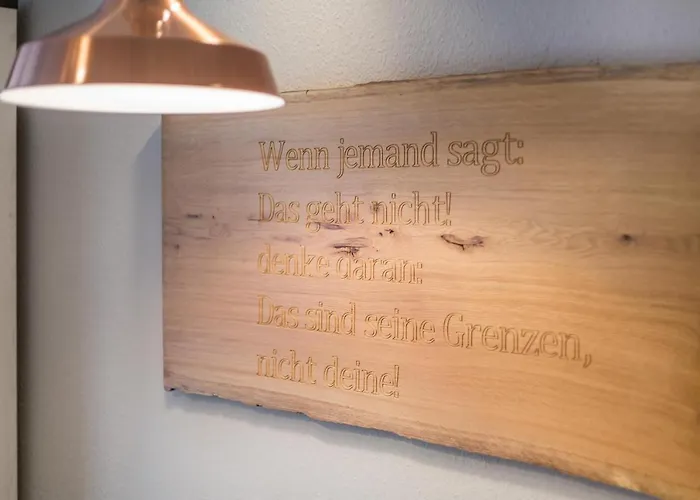 Wenn jemand sagt:
Das geht nicht!
denke daran:
Das sind seine Grenzen,
nicht deine!